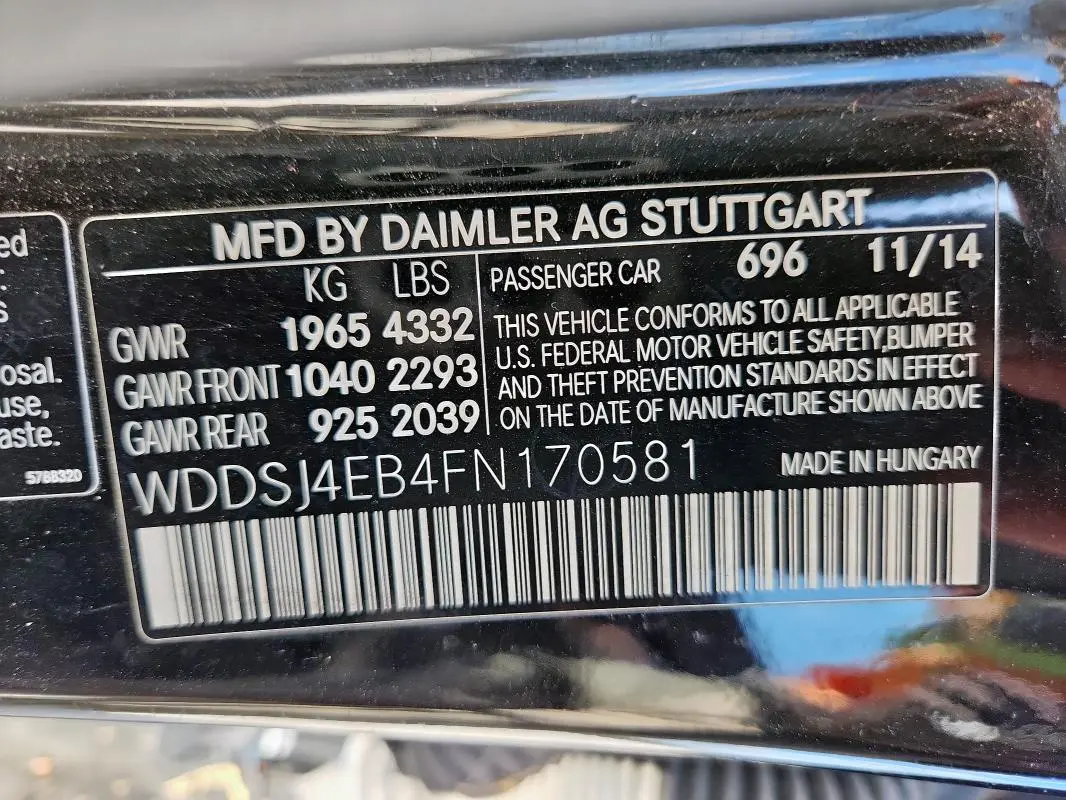 ed
:
s
osal.
use,
aste.
5768320
MFD BY DAIMLER AG STUTTGART
KG LBS
GVWR 1965 4332
GAWR FRONT 1040 2293
GAWR REAR 925 2039
PASSENGER CAR 696 11/14
THIS VEHICLE CONFORMS TO ALL APPLICABLE
U.S. FEDERAL MOTOR VEHICLE SAFETY,BUMPER
AND THEFT PREVENTION STANDARDS IN EFFECT
ON THE DATE OF MANUFACTURE SHOWN ABOVE
WDDSJ4EB4FN170581
MADE IN HUNGARY